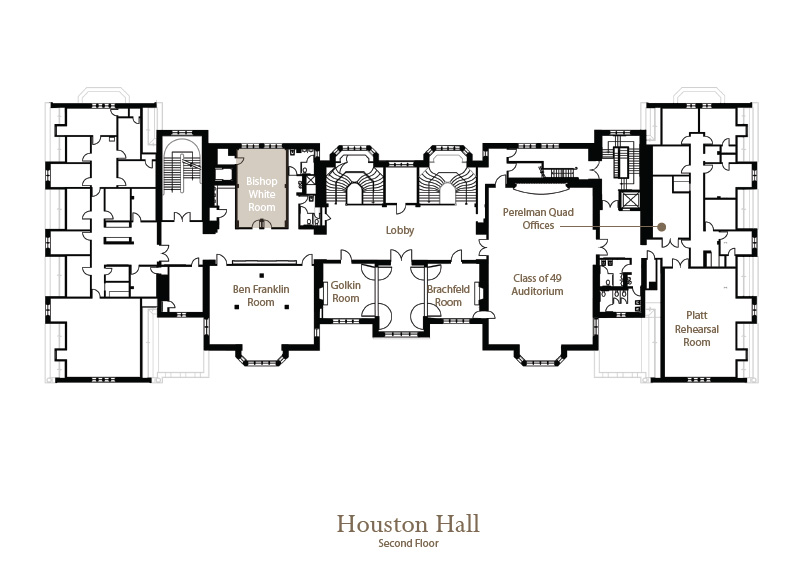 Bishop
White
Room
Perelman Quad
Offices
Lobby
Ben Franklin
Room
Golkin
Room
Brachfeld
Room
Class of 49
Auditorium
Platt
Rehearsal
Room
Houston Hall
Second Floor